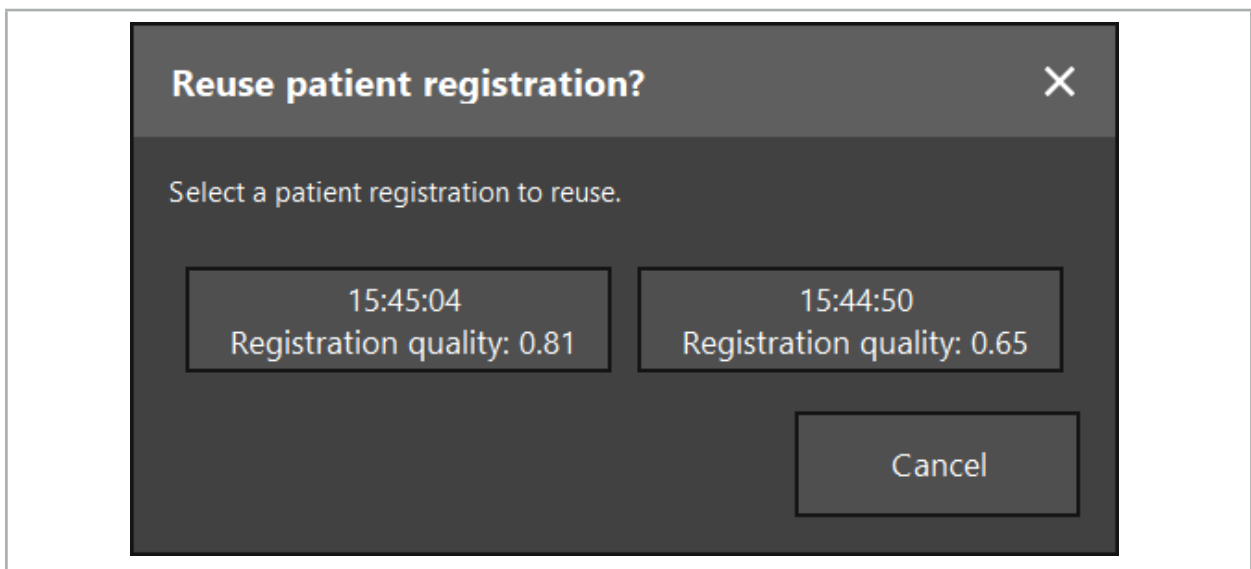 Reuse patient registration?
Select a patient registration to reuse.
15:45:04
Registration quality: 0.81
15:44:50
Registration quality: 0.65
Cancel